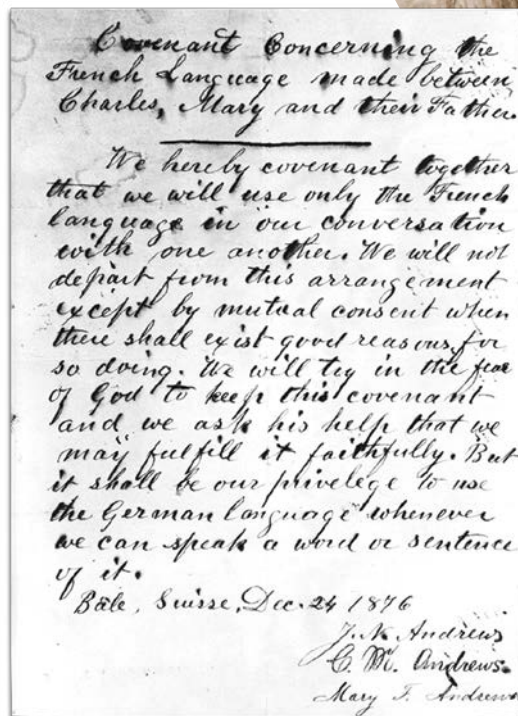 Covenant Concerning the
French Language made between
Charles, Mary and their Father.
We hereby covenant together
that we will use only the French
language in our conversation
with one another. We will not
depart from this arrangement
except by mutual consent when
there shall exist good reasons for
so doing. We will try in the fear
of God to keep this covenant
and we ask his help that we
may fulfill it faithfully. But
it shall be our privelege to use
the German language whenever
we can speak a word or sentence
of it.
Bâle, Suisse, Dec. 24 1876
J. N. Andrews
C. M. Andrews.
Mary F. Andrews